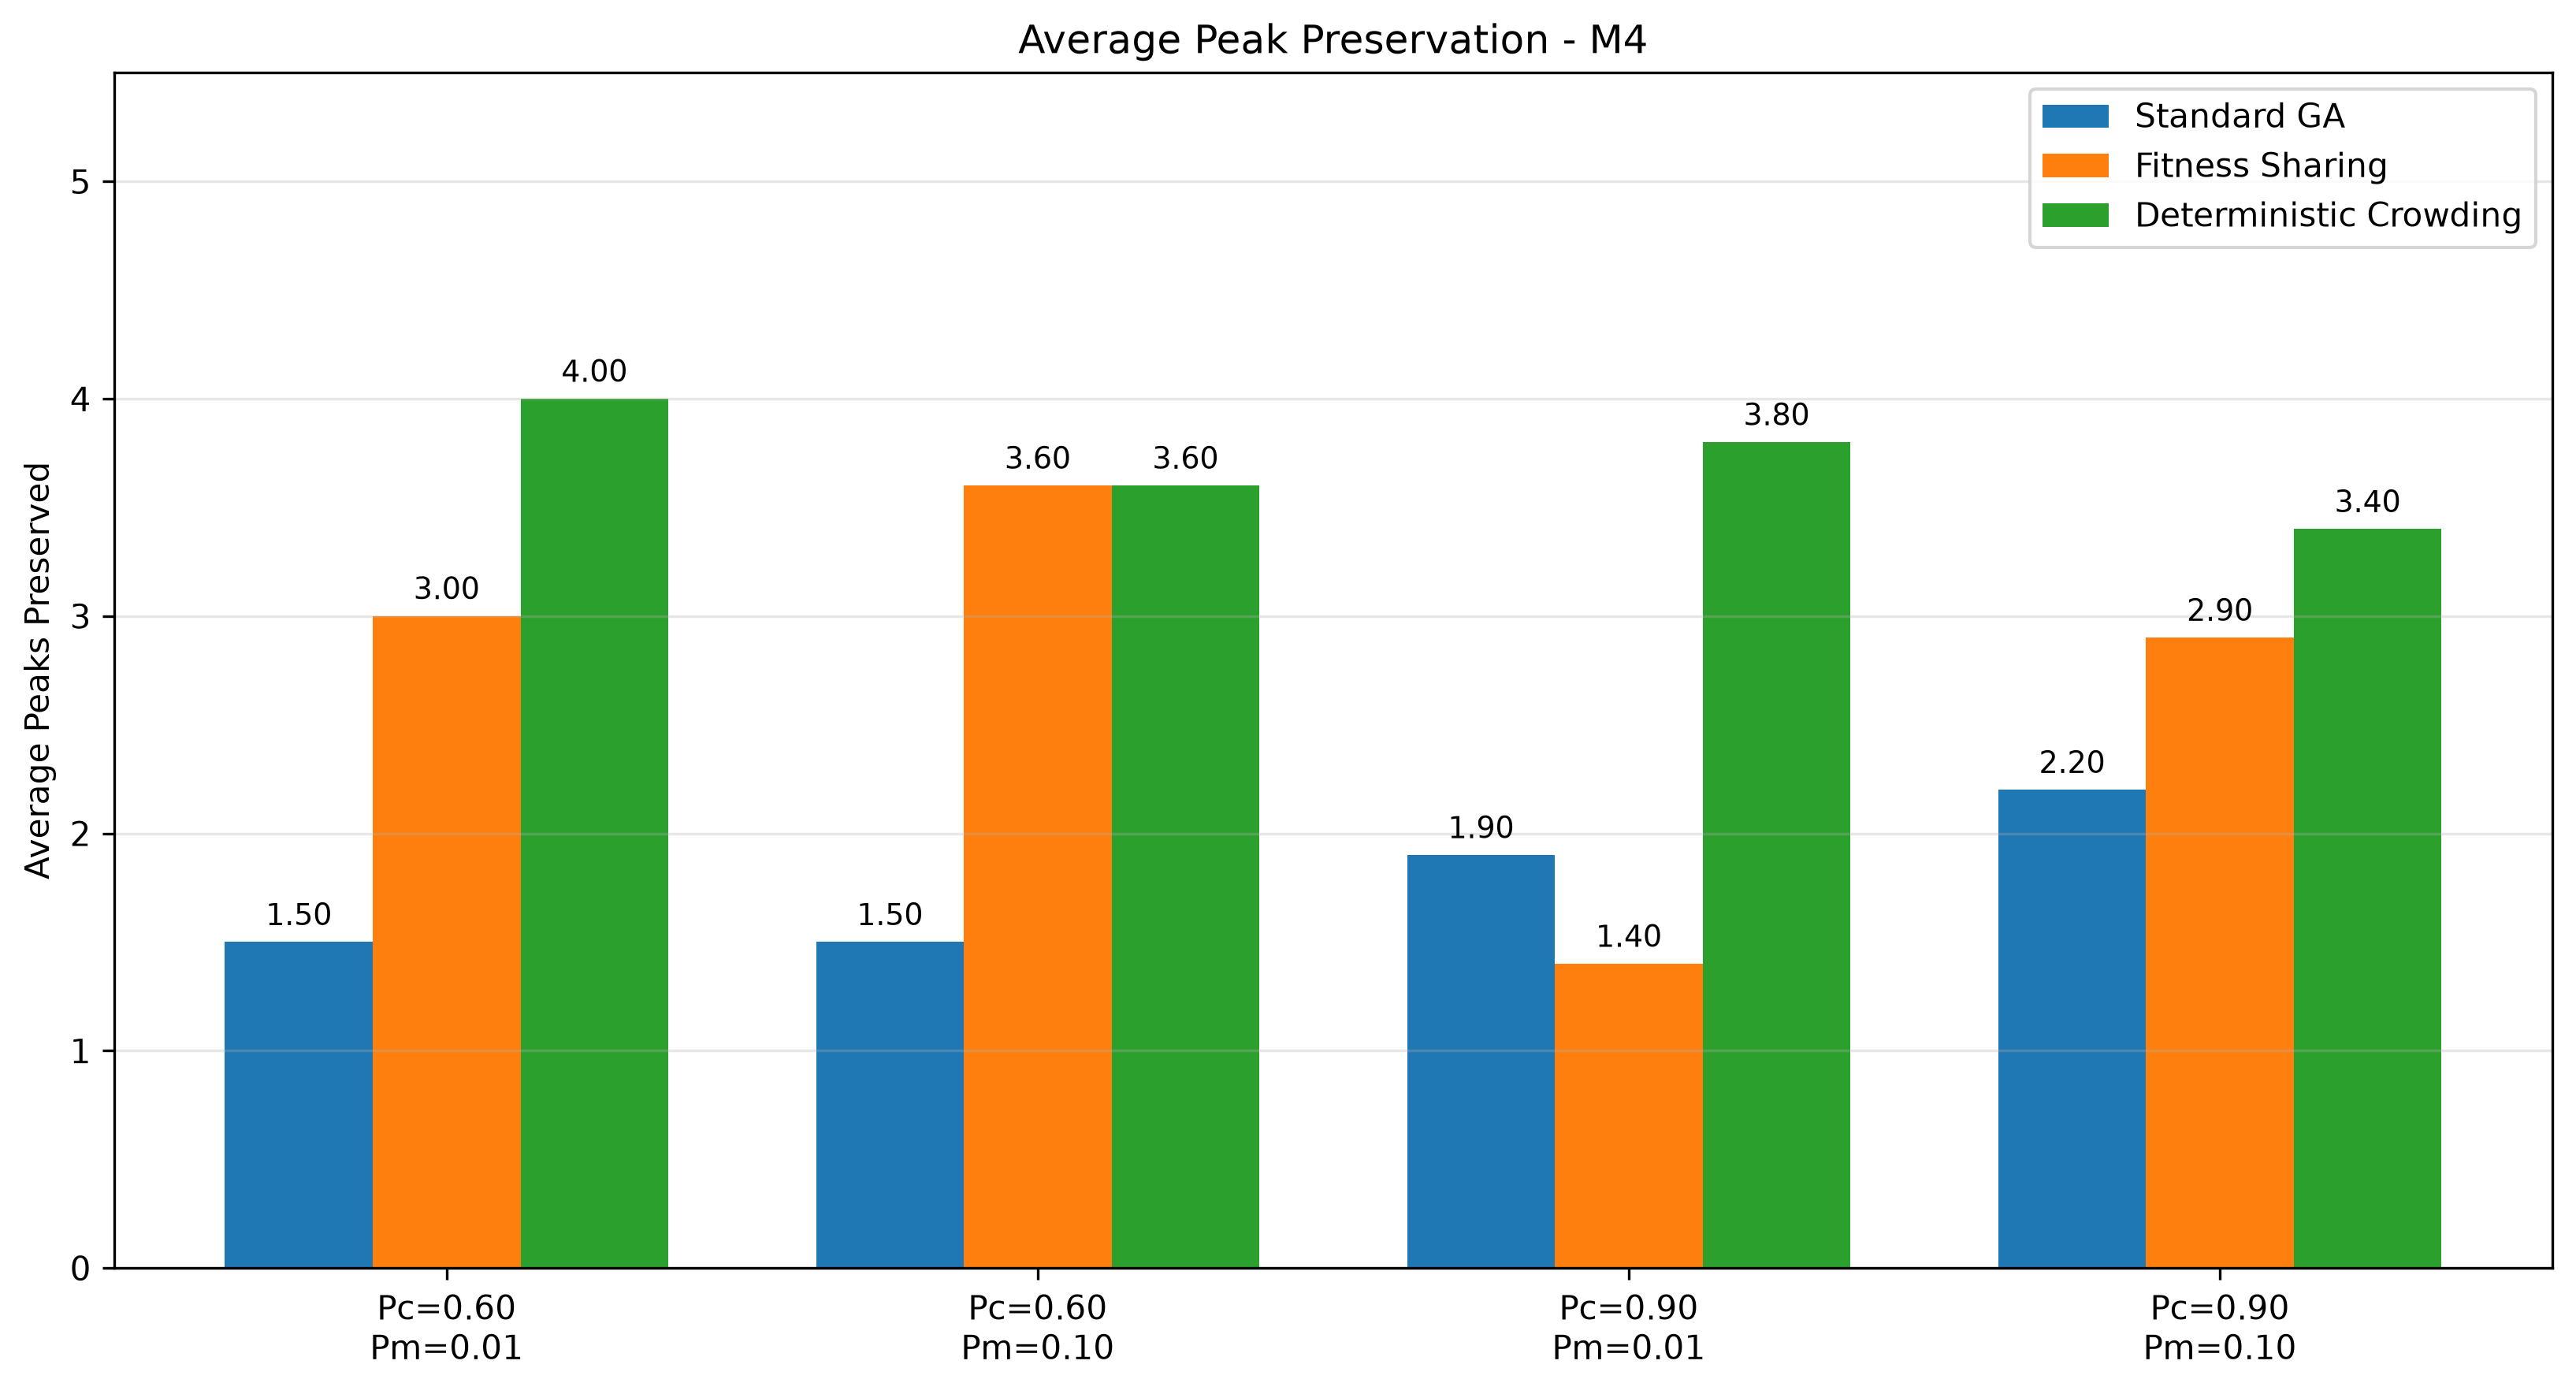 Average Peak Preservation - M4
Average Peaks Preserved
5
4
3
2
1
0
Standard GA
Fitness Sharing
Deterministic Crowding
1.50
3.00
4.00
1.50
3.60
3.60
1.90
1.40
3.80
2.20
2.90
3.40
Pc=0.60
Pm=0.01
Pc=0.60
Pm=0.10
Pc=0.90
Pm=0.01
Pc=0.90
Pm=0.10